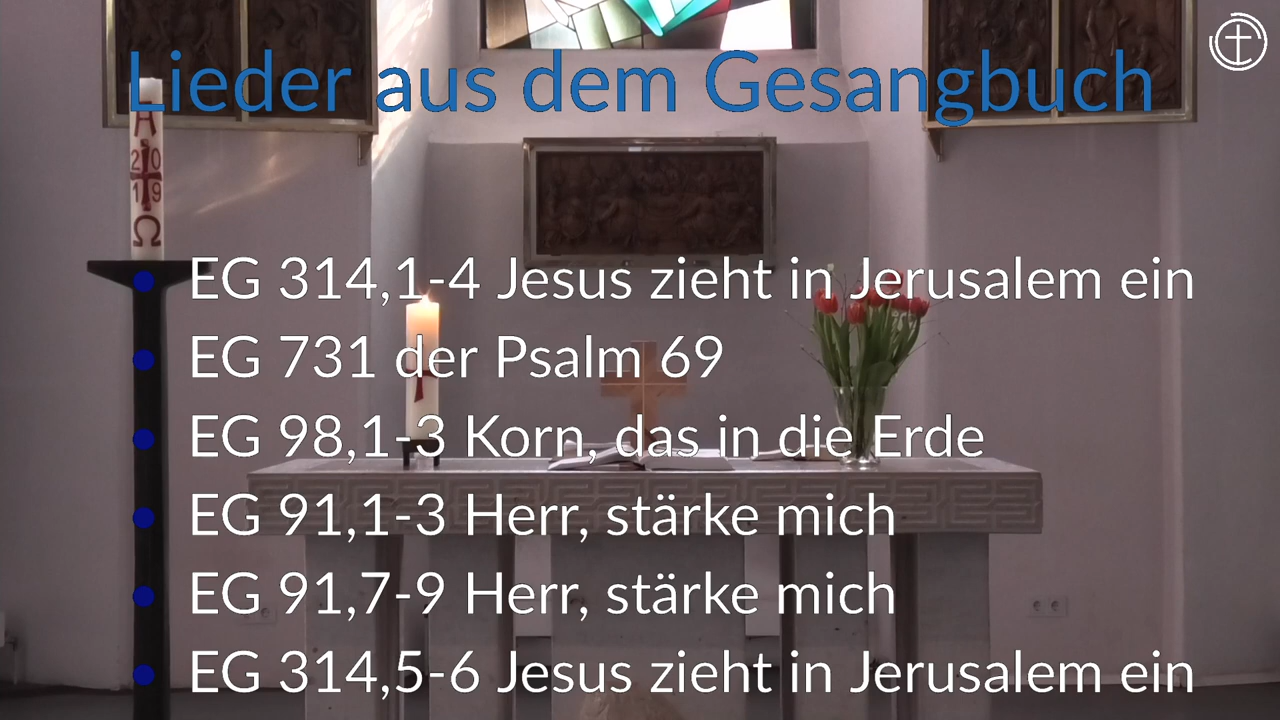 Lieder aus dem Gesangbuch
A
20
19
Ω
EG 314,1-4 Jesus zieht in Jerusalem ein
EG 731 der Psalm 69
EG 98,1-3 Korn, das in die Erde
EG 91,1-3 Herr, stärke mich
EG 91,7-9 Herr, stärke mich
EG 314,5-6 Jesus zieht in Jerusalem ein